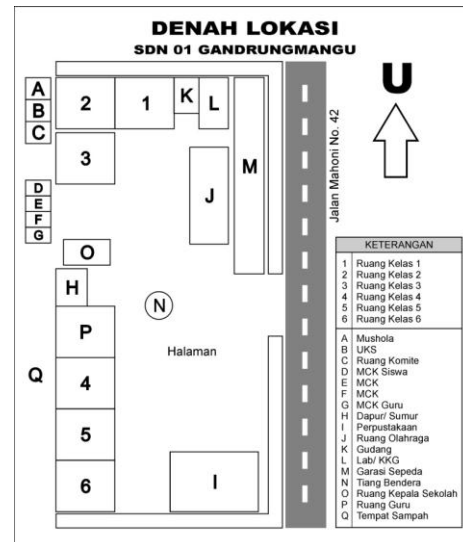 DENAH LOKASI
SDN 01 GANDRUNGMANGU
A
B
C
2
1
K
L
3
M
J
D
E
F
G
O
H
N
P
Halaman
Q
4
5
6
I
Jalan Mahoni No. 42
U
KETERANGAN
1 Ruang Kelas 1
2 Ruang Kelas 2
3 Ruang Kelas 3
4 Ruang Kelas 4
5 Ruang Kelas 5
6 Ruang Kelas 6
A Mushola
B UKS
C Ruang Komite
D MCK Siswa
E MCK
F MCK
G MCK Guru
H Dapur/ Sumur
I Perpustakaan
J Ruang Olahraga
K Gudang
L Lab/ KKG
M Garasi Sepeda
N Tiang Bendera
O Ruang Kepala Sekolah
P Ruang Guru
Q Tempat Sampah